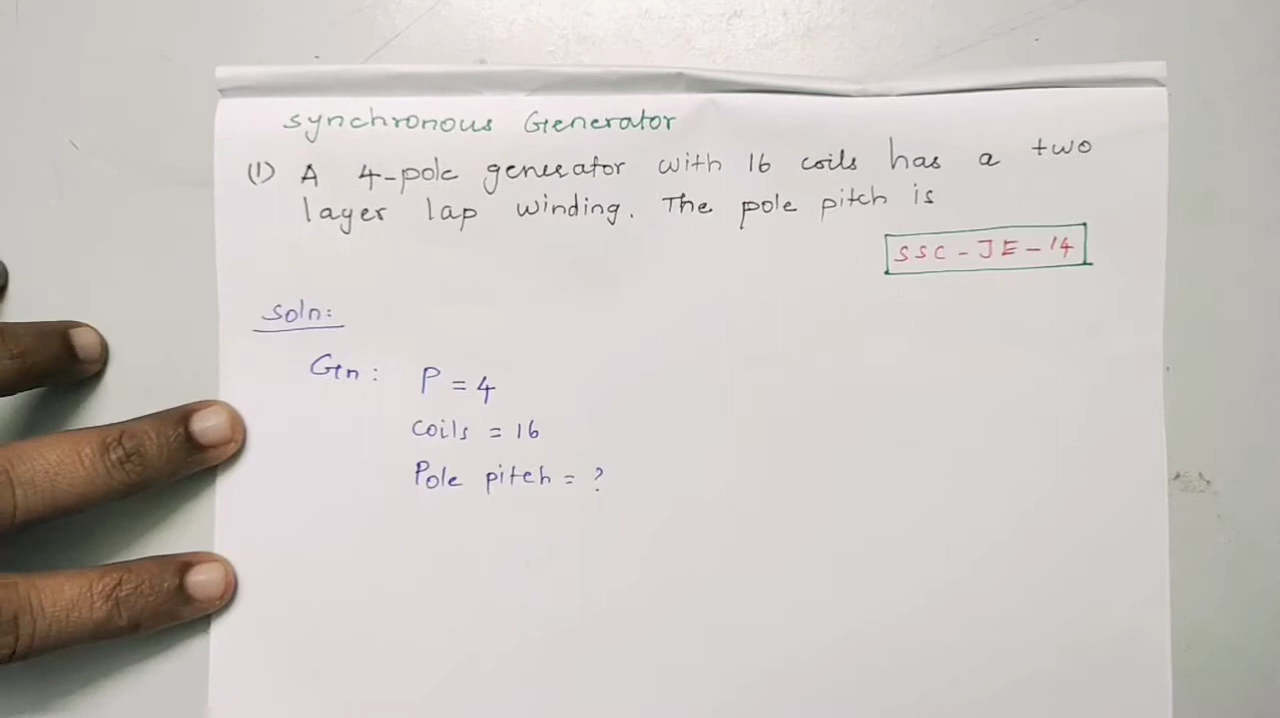 Synchronous Generator
(1) A 4-pole generator with 16 coils has a two
layer lap winding. The pole pitch is
SSC-JE-14
Soln:
Gn: P = 4
Coils = 16
Pole pitch = ?